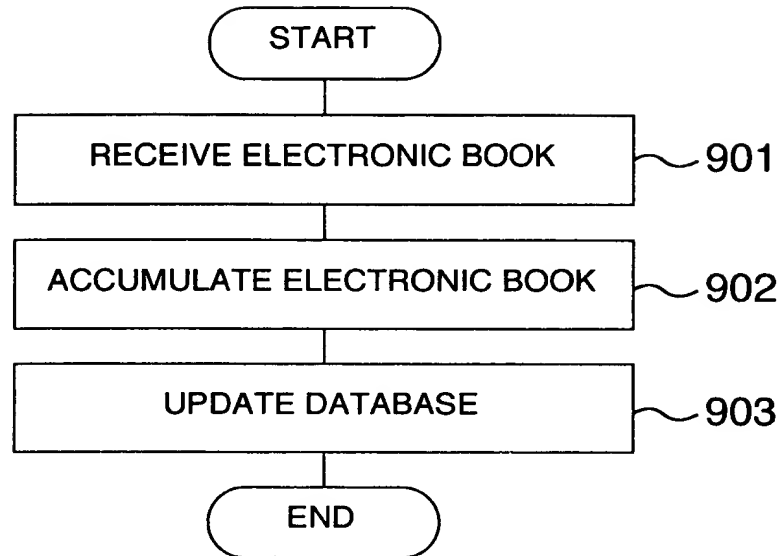 START
RECEIVE ELECTRONIC BOOK 901
ACCUMULATE ELECTRONIC BOOK 902
UPDATE DATABASE 903
END